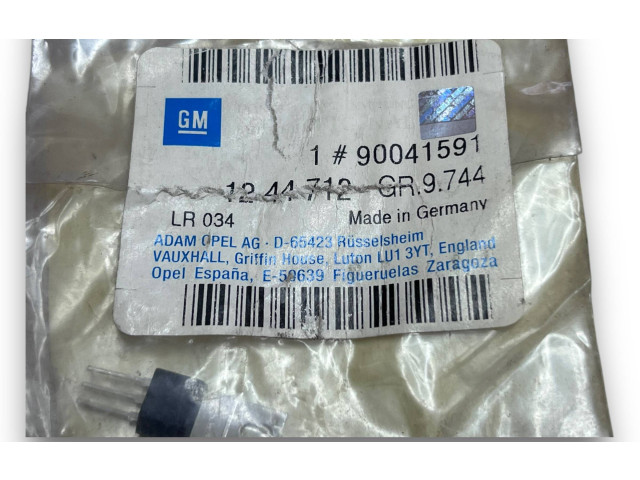 GM
1 # 90041591
12 44 712 GR.9.744
LR 034 Made in Germany
ADAM OPEL AG · D-65423 Rüsselsheim
VAUXHALL, Griffin House, Luton LU1 3YT, England
Opel España, E-50639 Figueruelas Zaragoza